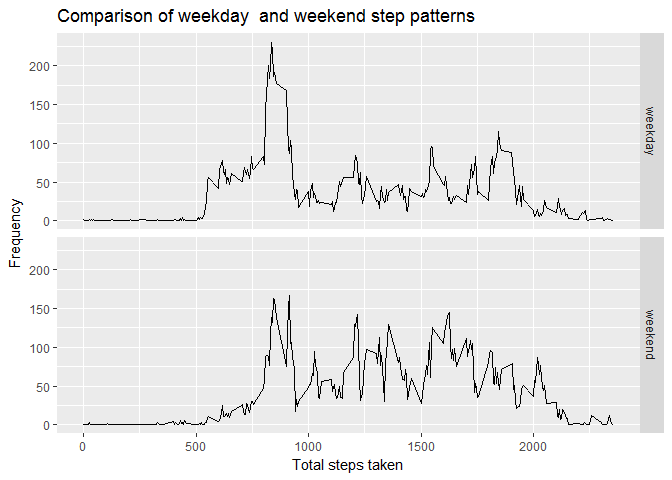 Comparison of weekday  and weekend step patterns
200
150
100
50
0
weekday
Frequency
200
150
100
50
0
weekend
0 500 1000 1500 2000
Total steps taken